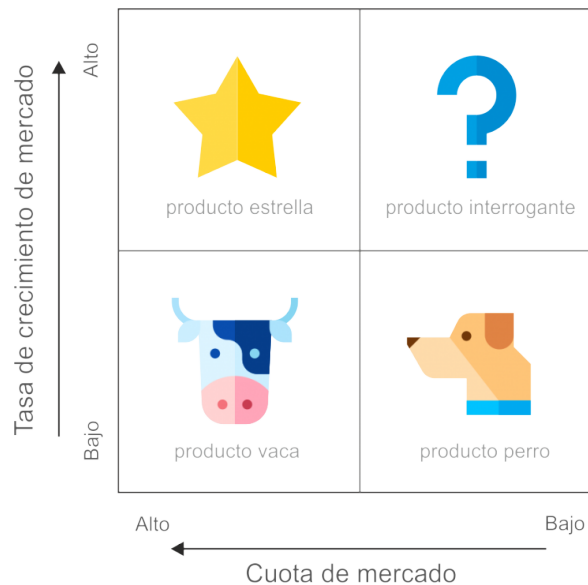 Tasa de crecimiento de mercado
Alto
Bajo
producto estrella
producto interrogante
producto vaca
producto perro
Alto
Bajo
Cuota de mercado